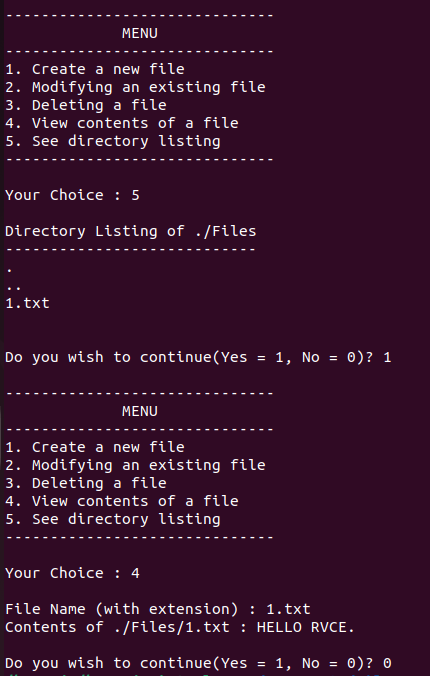 ------------------------------
MENU
------------------------------
1. Create a new file
2. Modifying an existing file
3. Deleting a file
4. View contents of a file
5. See directory listing
------------------------------
Your Choice : 5
Directory Listing of ./Files
----------------------------
.
..
1.txt
Do you wish to continue(Yes = 1, No = 0)? 1
------------------------------
MENU
------------------------------
1. Create a new file
2. Modifying an existing file
3. Deleting a file
4. View contents of a file
5. See directory listing
------------------------------
Your Choice : 4
File Name (with extension) : 1.txt
Contents of ./Files/1.txt : HELLO RVCE.
Do you wish to continue(Yes = 1, No = 0)? 0